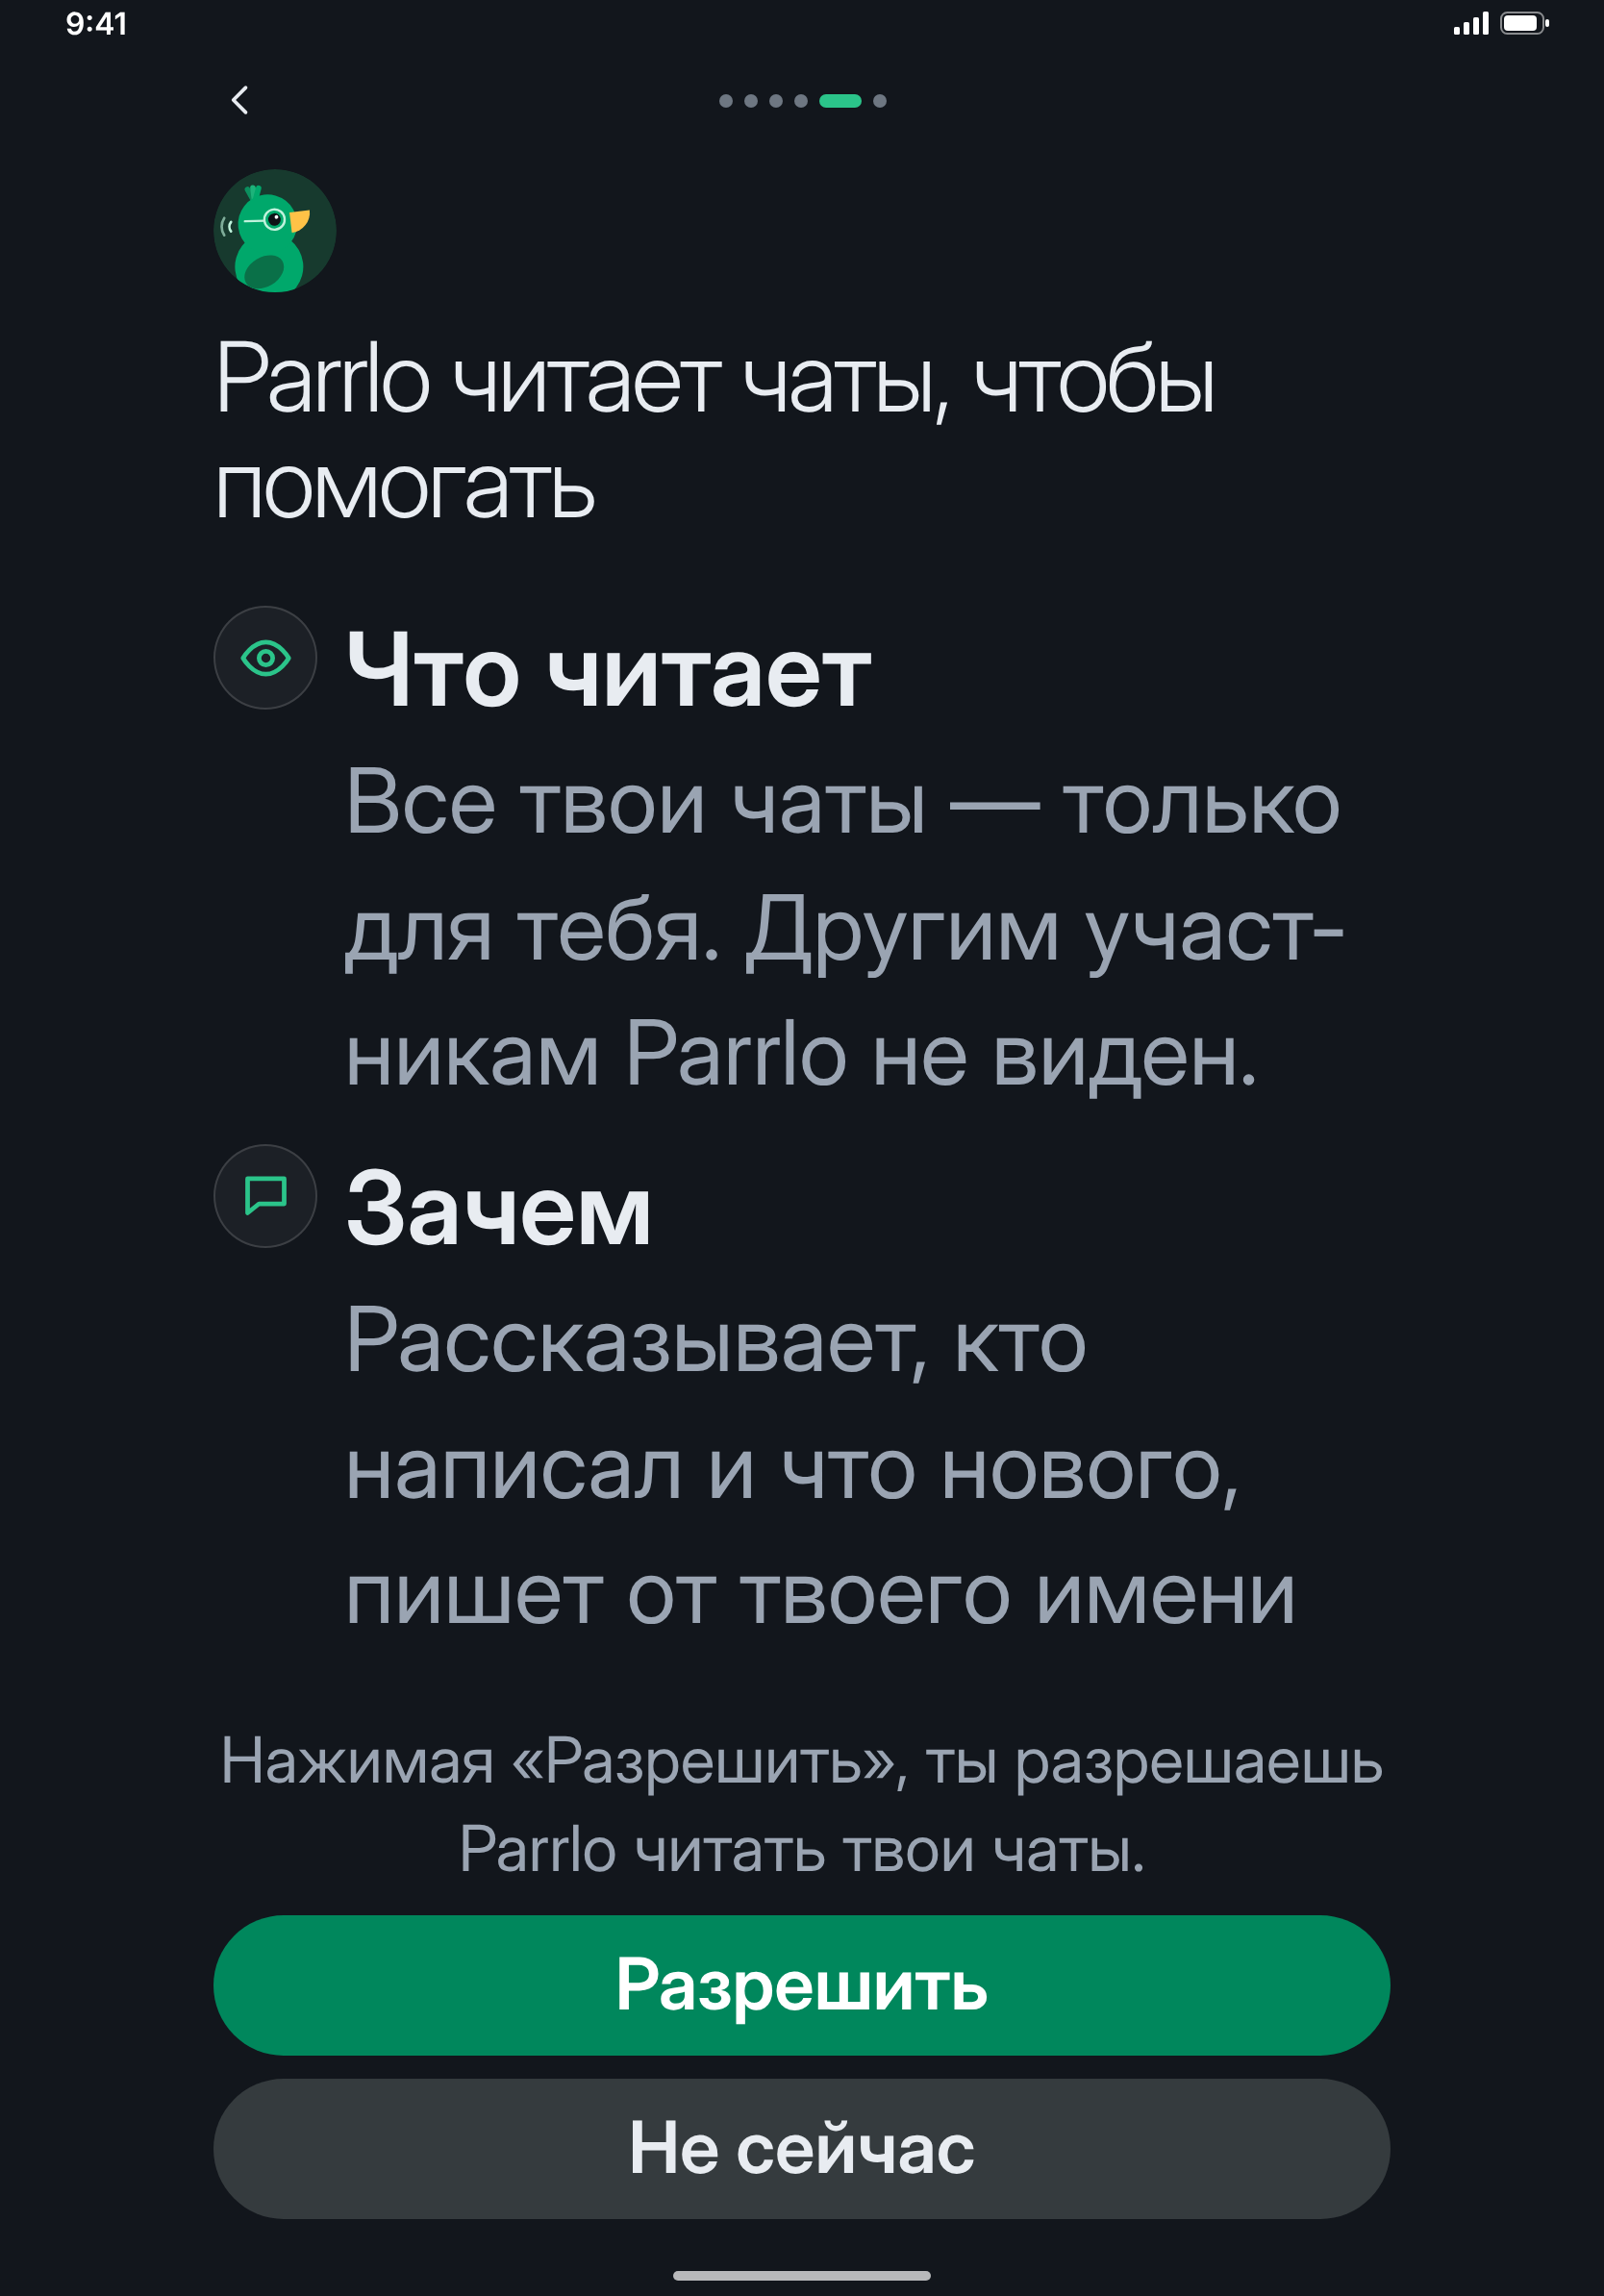 9:41
Parrlo читает чаты, чтобы
помогать
Что читает
Все твои чаты — только
для тебя. Другим участ-
никам Parrlo не виден.
Зачем
Рассказывает, кто
написал и что нового,
пишет от твоего имени
Нажимая «Разрешить», ты разрешаешь
Parrlo читать твои чаты.
Разрешить
Не сейчас